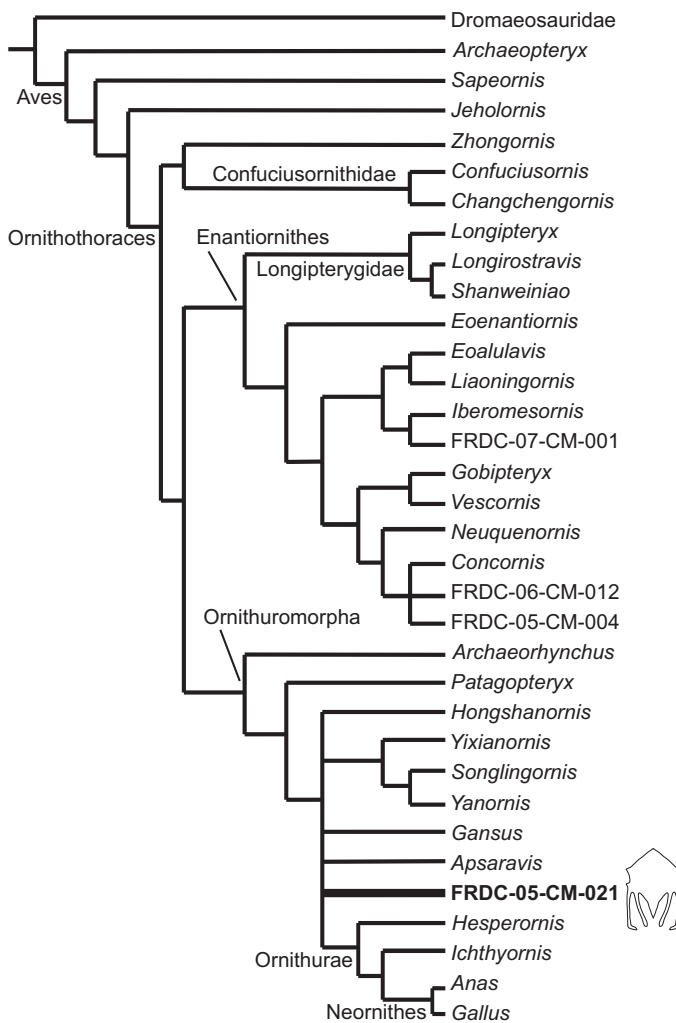 Dromaeosauridae
Archaeopteryx
Aves
Sapeornis
Jeholornis
Zhongornis
Confuciusornithidae
Confuciusornis
Changchengornis
Ornithothoraces
Enantiornithes
Longipteryx
Longipterygidae
Longirostravis
Shanweiniao
Eoenantiornis
Eoalulavis
Liaoningornis
Iberomesornis
FRDC-07-CM-001
Gobipteryx
Vescornis
Neuquenornis
Concornis
FRDC-06-CM-012
FRDC-05-CM-004
Ornithuromorpha
Archaeorhynchus
Patagopteryx
Hongshanornis
Yixianornis
Songlingornis
Yanornis
Gansus
Apsaravis
FRDC-05-CM-021
Hesperornis
Ornithurae
Ichthyornis
Anas
Neornithes
Gallus